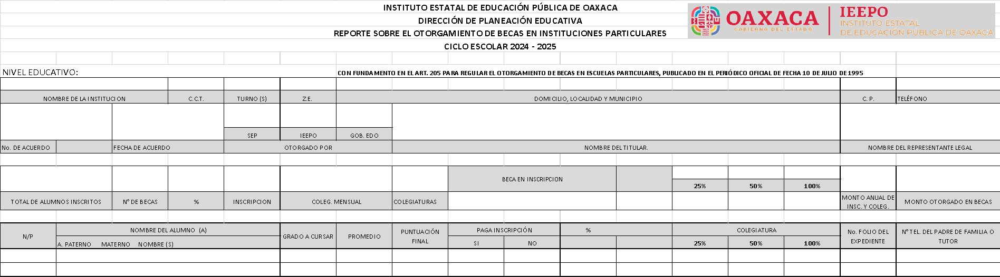 INSTITUTO ESTATAL DE EDUCACIÓN PÚBLICA DE OAXACA
DIRECCIÓN DE PLANEACIÓN EDUCATIVA
REPORTE SOBRE EL OTORGAMIENTO DE BECAS EN INSTITUCIONES PARTICULARES
CICLO ESCOLAR 2024 - 2025
OAXACA
GOBIERNO DEL ESTADO
IEEPO
INSTITUTO ESTATAL
DE EDUCACIÓN PÚBLICA DE OAXACA
NIVEL EDUCATIVO:
CON FUNDAMENTO EN EL ART. 205 PARA REGULAR EL OTORGAMIENTO DE BECAS EN ESCUELAS PARTICULARES, PUBLICADO EN EL PERIÓDICO OFICIAL DE FECHA 10 DE JULIO DE 1995
NOMBRE DE LA INSTITUCION C.C.T. TURNO (S) Z.E. DOMICILIO, LOCALIDAD Y MUNICIPIO C. P. TELÉFONO
SEP IEEPO GOB. EDO
No. DE ACUERDO FECHA DE ACUERDO OTORGADO POR NOMBRE DEL TITULAR. NOMBRE DEL REPRESENTANTE LEGAL
BECA EN INSCRIPCION
25% 50% 100%
TOTAL DE ALUMNOS INSCRITOS N° DE BECAS % INSCRIPCION COLEG. MENSUAL COLEGIATURAS
MONTO ANUAL DE
INSC. Y COLEG.
MONTO OTORGADO EN BECAS
N/P
NOMBRE DEL ALUMNO (A)
A. PATERNO MATERNO NOMBRE (S)
GRADO A CURSAR
PROMEDIO
PUNTUACIÓN
FINAL
PAGA INSCRIPCIÓN
SI NO
%
COLEGIATURA
25% 50% 100%
No. FOLIO DEL
EXPEDIENTE
N° TEL. DEL PADRE DE FAMILIA O
TUTOR